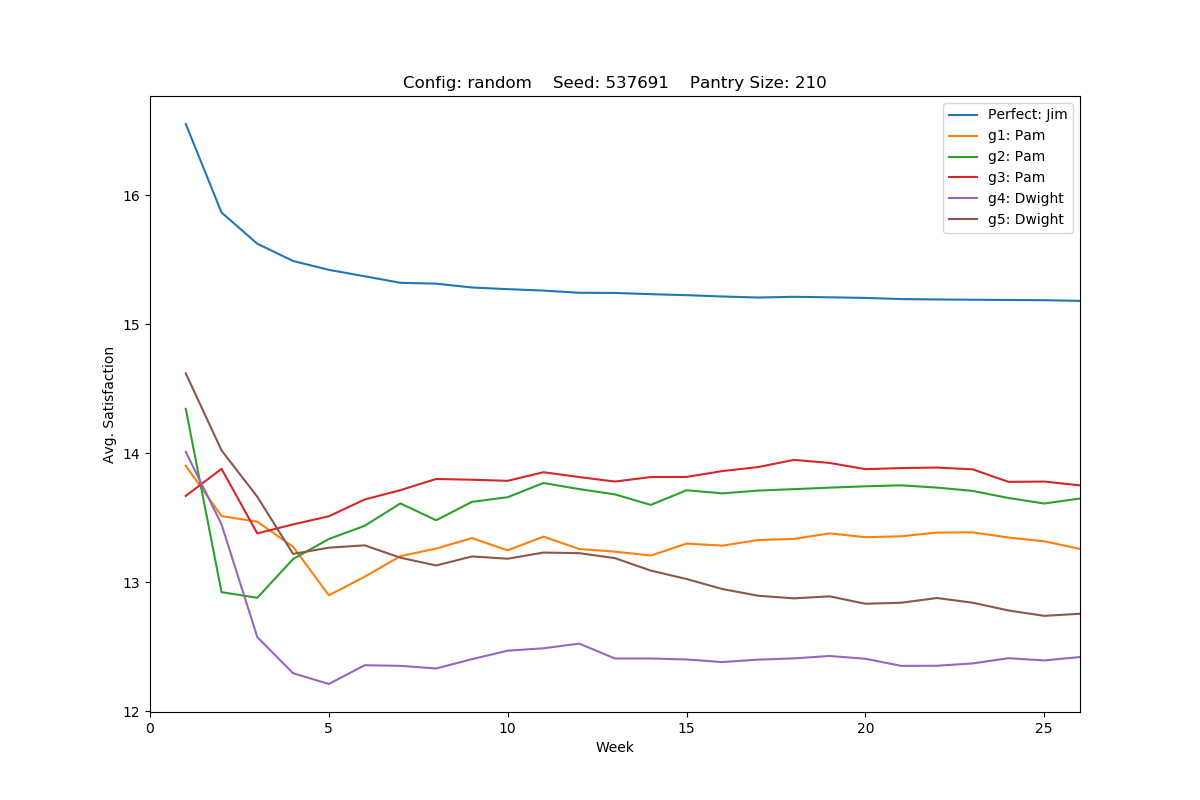 Config: random    Seed: 537691    Pantry Size: 210
Perfect: Jim
g1: Pam
g2: Pam
g3: Pam
g4: Dwight
g5: Dwight
Avg. Satisfaction
16
15
14
13
12
0 5 10 15 20 25
Week